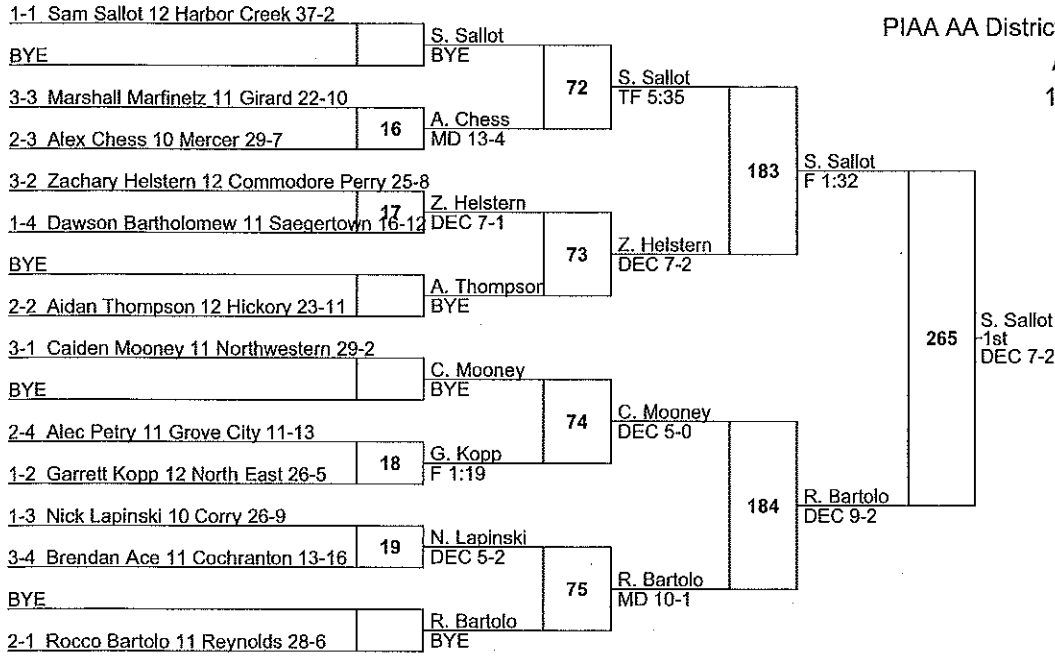 1-1 Sam Sallot 12 Harbor Creek 37-2
BYE
3-3 Marshall Marfinetz 11 Girard 22-10
2-3 Alex Chess 10 Mercer 29-7
3-2 Zachary Helstern 12 Commodore Perry 25-8
1-4 Dawson Bartholomew 11 Saegertown 16-12
BYE
2-2 Aidan Thompson 12 Hickory 23-11
3-1 Caiden Mooney 11 Northwestern 29-2
BYE
2-4 Alec Petry 11 Grove City 11-13
1-2 Garrett Kopp 12 North East 26-5
1-3 Nick Lapinski 10 Corry 26-9
3-4 Brendan Ace 11 Cochranton 13-16
BYE
2-1 Rocco Bartolo 11 Reynolds 28-6
16
17
18
19
S. Sallot
BYE
A. Chess
MD 13-4
Z. Helstern
DEC 7-1
A. Thompson
BYE
C. Mooney
BYE
G. Kopp
F 1:19
N. Lapinski
DEC 5-2
R. Bartolo
BYE
72
73
74
75
S. Sallot
TF 5:35
Z. Helstern
DEC 7-2
C. Mooney
DEC 5-0
R. Bartolo
MD 10-1
183
184
S. Sallot
F 1:32
R. Bartolo
DEC 9-2
265
S. Sallot
1st
DEC 7-2
PIAA AA Distric
1